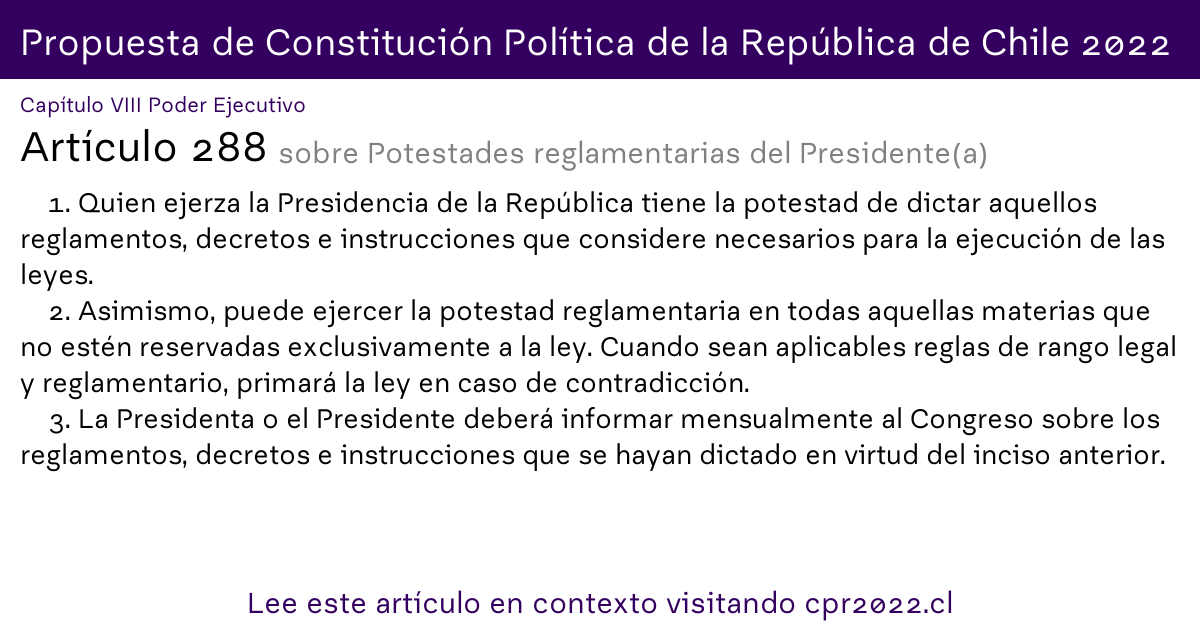 Propuesta de Constitución Política de la República de Chile 2022
Capítulo VIII Poder Ejecutivo
Artículo 288 sobre Potestades reglamentarias del Presidente(a)
1. Quien ejerza la Presidencia de la República tiene la potestad de dictar aquellos
reglamentos, decretos e instrucciones que considere necesarios para la ejecución de las
leyes.
2. Asimismo, puede ejercer la potestad reglamentaria en todas aquellas materias que
no estén reservadas exclusivamente a la ley. Cuando sean aplicables reglas de rango legal
y reglamentario, primará la ley en caso de contradicción.
3. La Presidenta o el Presidente deberá informar mensualmente al Congreso sobre los
reglamentos, decretos e instrucciones que se hayan dictado en virtud del inciso anterior.
Lee este artículo en contexto visitando cpr2022.cl